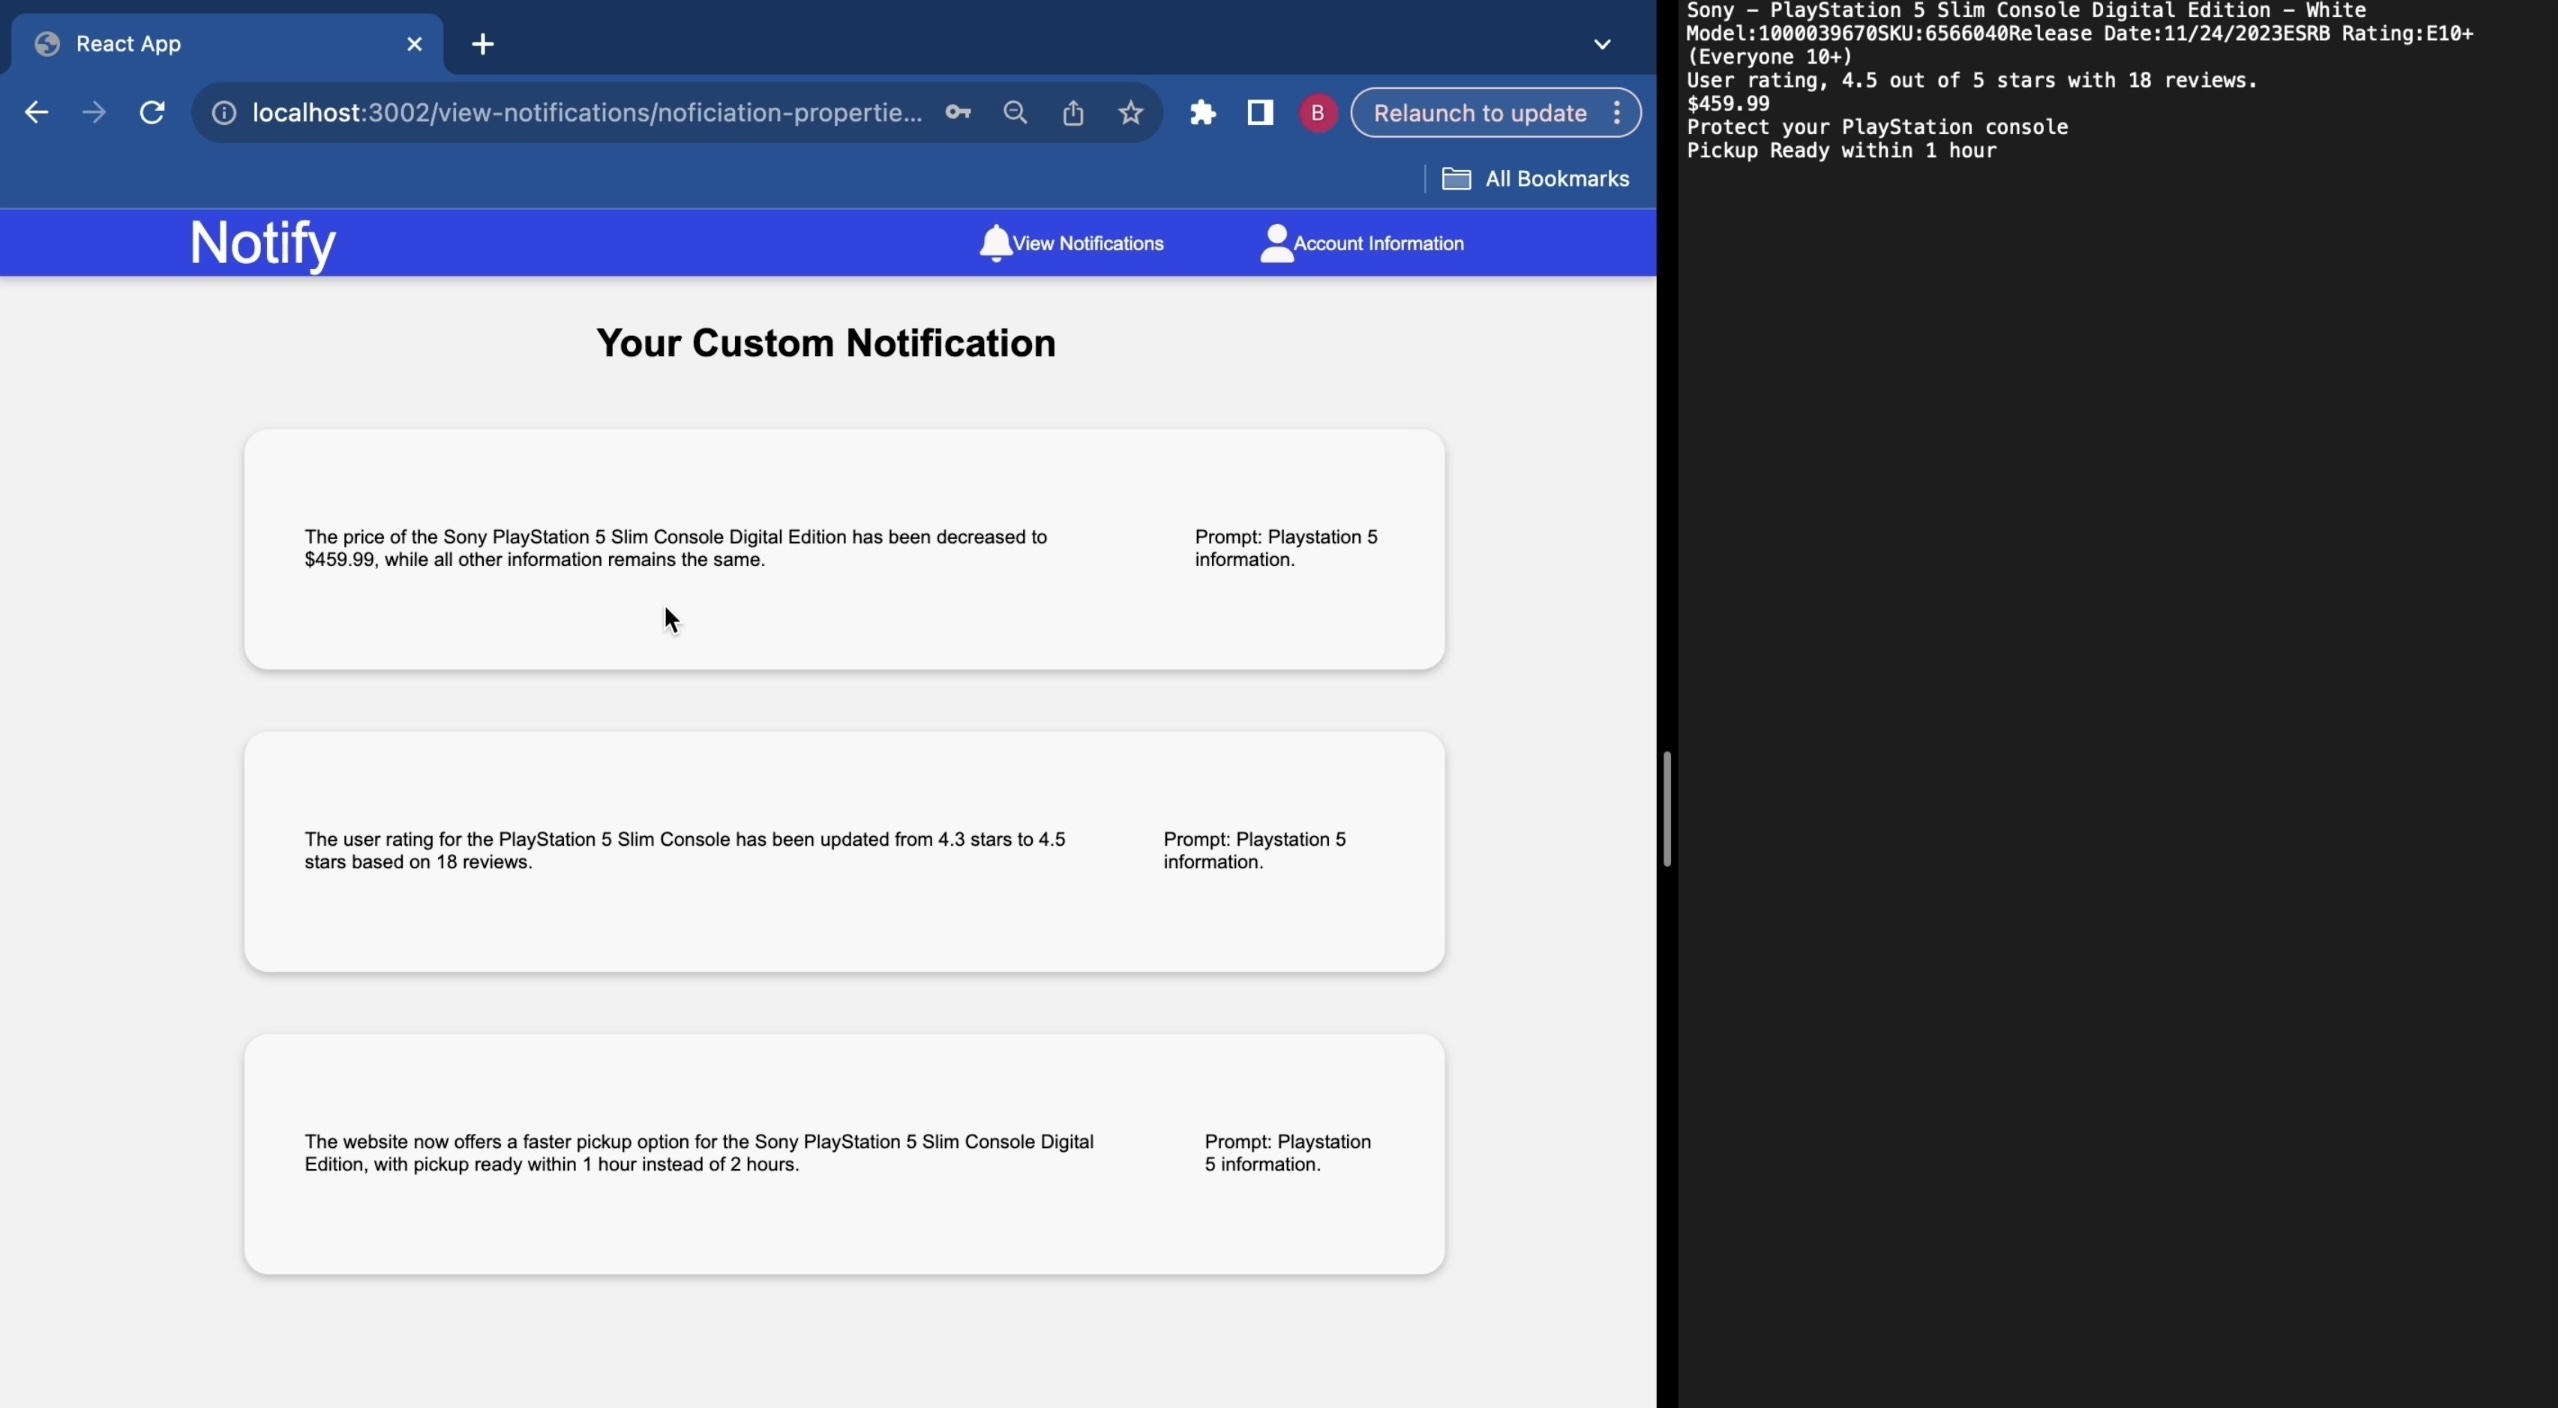 React App
localhost:3002/view-notifications/noficiation-propertie...
B
Relaunch to update
All Bookmarks
Notify
View Notifications
Account Information
Your Custom Notification
The price of the Sony PlayStation 5 Slim Console Digital Edition has been decreased to
$459.99, while all other information remains the same.
Prompt: Playstation 5
information.
The user rating for the PlayStation 5 Slim Console has been updated from 4.3 stars to 4.5
stars based on 18 reviews.
Prompt: Playstation 5
information.
The website now offers a faster pickup option for the Sony PlayStation 5 Slim Console Digital
Edition, with pickup ready within 1 hour instead of 2 hours.
Prompt: Playstation
5 information.
Sony – PlayStation 5 Slim Console Digital Edition – White
Model:1000039670SKU:6566040Release Date:11/24/2023ESRB Rating:E10+
(Everyone 10+)
User rating, 4.5 out of 5 stars with 18 reviews.
$459.99
Protect your PlayStation console
Pickup Ready within 1 hour